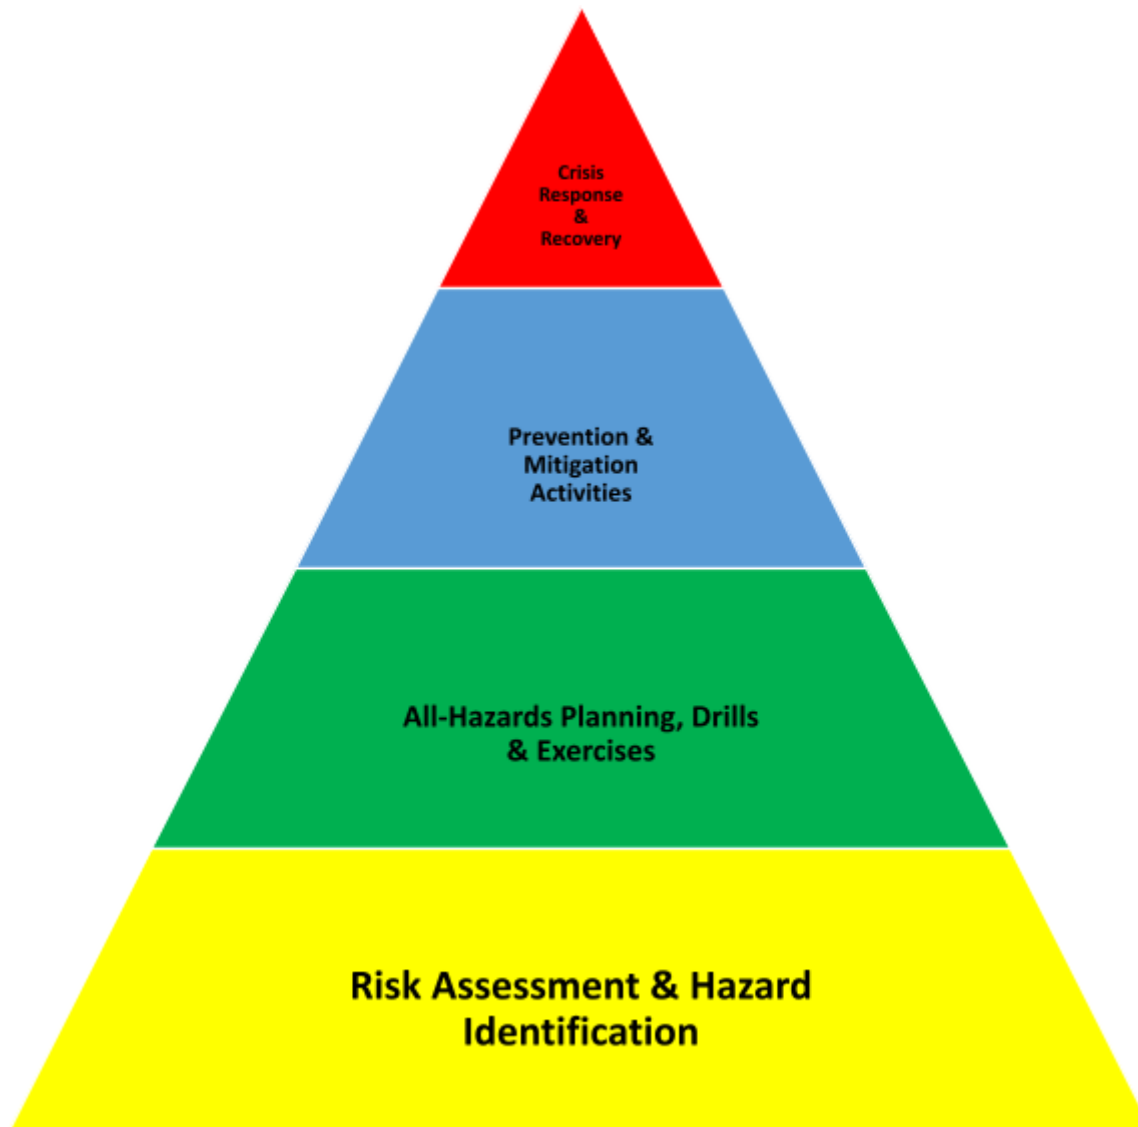 Crisis
Response
&
Recovery
Prevention &
Mitigation
Activities
All-Hazards Planning, Drills
& Exercises
Risk Assessment & Hazard
Identification